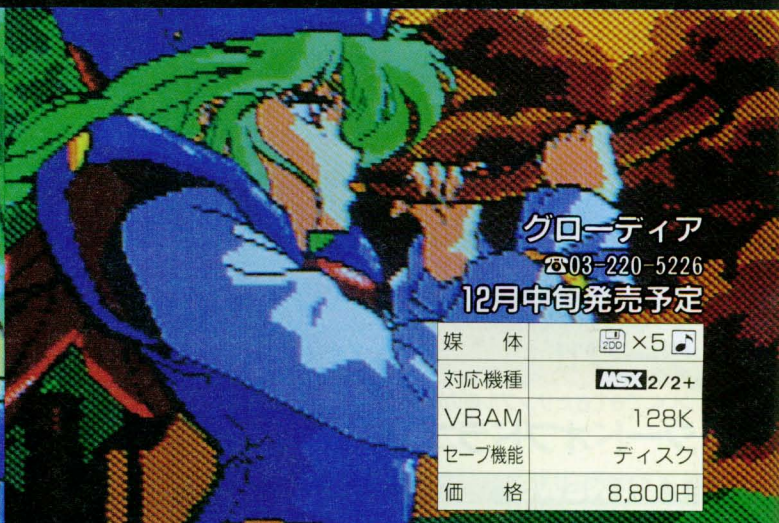 グローディア
☎03-220-5226
12月中旬発売予定
媒体 2DD ×5 ♪
対応機種 MSX 2/2+
VRAM 128K
セーブ機能 ディスク
価格 8,800円